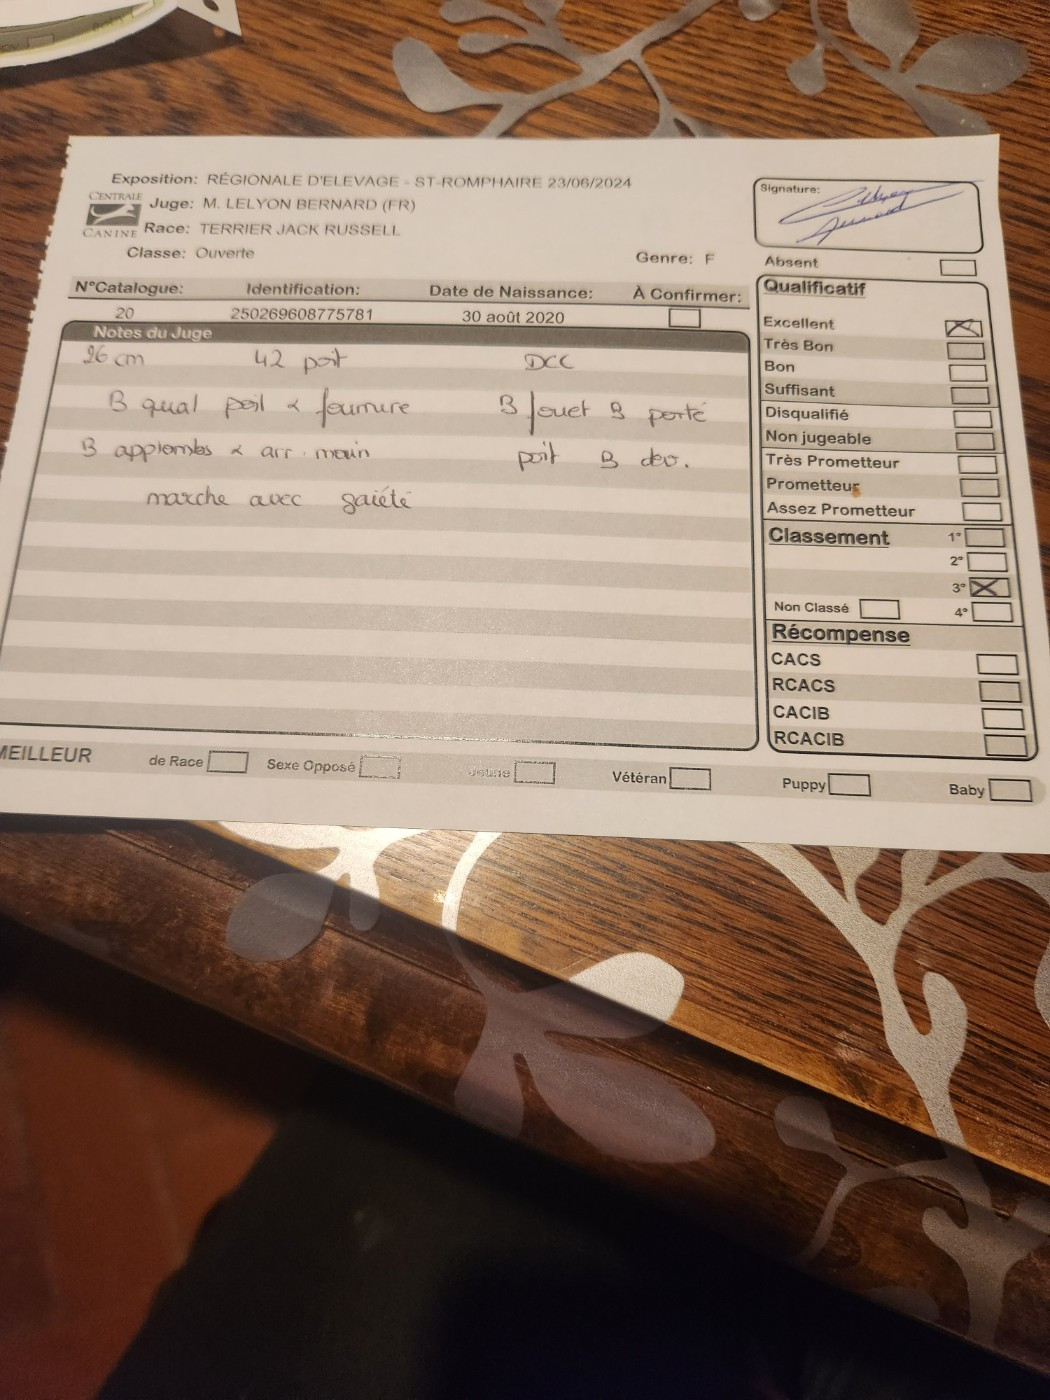 Exposition: RÉGIONALE D'ELEVAGE - ST-ROMPHAIRE 23/06/2024
CENTRALE CANINE
Juge: M. LELYON BERNARD (FR)
Race: TERRIER JACK RUSSELL
Classe: Ouverte
Genre: F
Signature:
Absent
N°Catalogue: Identification: Date de Naissance: À Confirmer:
20 250269608775781 30 août 2020
Notes du Juge
26 cm 42 poit DCC
B qual poil & fourrure B fouet B porté
B applombs & arr. main poit B dev.
marche avec gaiété
Qualificatif
Excellent
Très Bon
Bon
Suffisant
Disqualifié
Non jugeable
Très Prometteur
Prometteur
Assez Prometteur
Classement 1°
2°
3°
Non Classé 4°
Récompense
CACS
RCACS
CACIB
RCACIB
MEILLEUR de Race Sexe Opposé Jeune Vétéran Puppy Baby